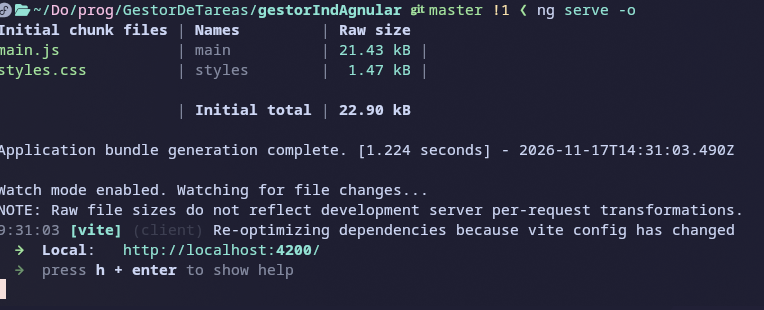 ~/Do/prog/GestorDeTareas/gestorIndAgnular git master !1 ❮ ng serve -o
Initial chunk files | Names | Raw size
main.js | main | 21.43 kB |
styles.css | styles | 1.47 kB |
| Initial total | 22.90 kB
Application bundle generation complete. [1.224 seconds] - 2026-11-17T14:31:03.490Z
Watch mode enabled. Watching for file changes...
NOTE: Raw file sizes do not reflect development server per-request transformations.
9:31:03 [vite] (client) Re-optimizing dependencies because vite config has changed
➜ Local: http://localhost:4200/
➜ press h + enter to show help